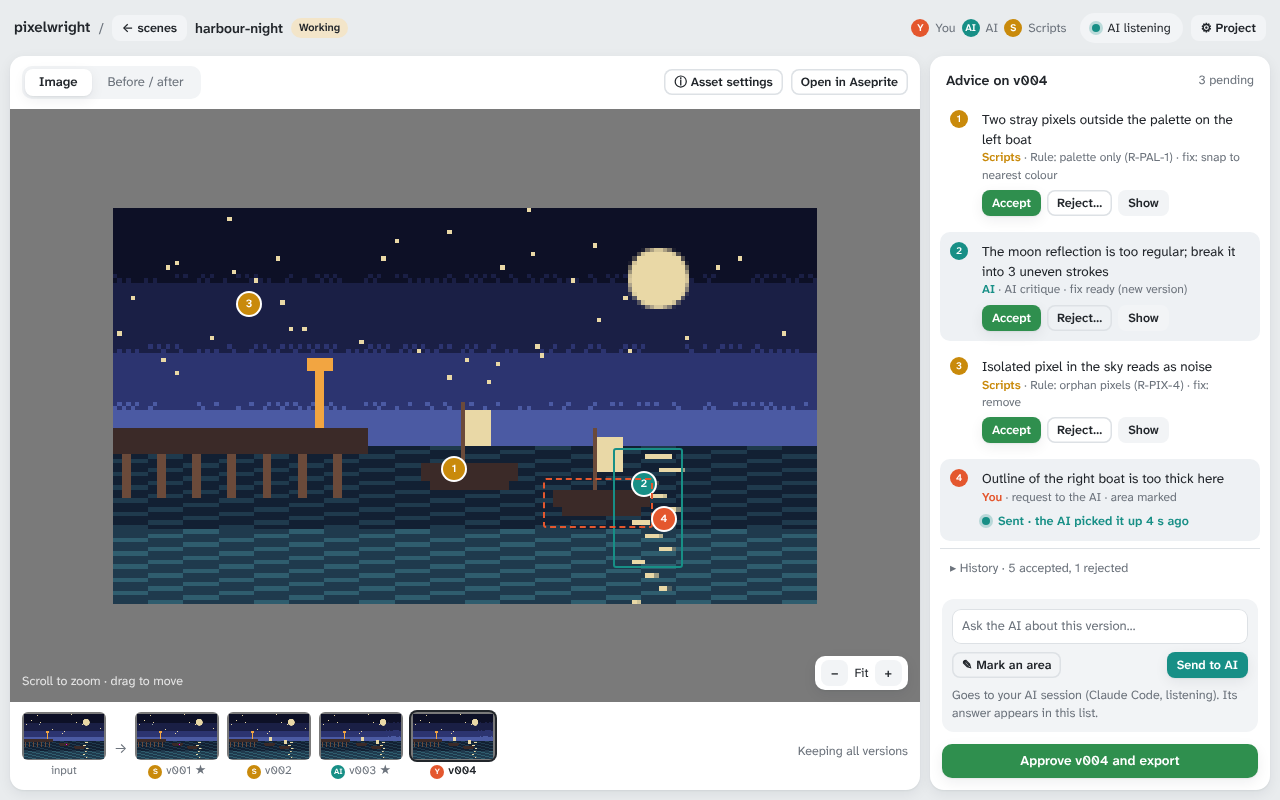 pixelwright / ← scenes harbour-night Working
Y You AI AI S Scripts AI listening ⚙ Project
Image Before / after
ⓘ Asset settings Open in Aseprite
3
1
2
4
Scroll to zoom · drag to move
− Fit +
input → S v001 ★ S v002 AI v003 ★ Y v004
Keeping all versions
Advice on v004 3 pending
1 Two stray pixels outside the palette on the
left boat
Scripts · Rule: palette only (R-PAL-1) · fix: snap to
nearest colour
Accept Reject... Show
2 The moon reflection is too regular; break it
into 3 uneven strokes
AI · AI critique · fix ready (new version)
Accept Reject... Show
3 Isolated pixel in the sky reads as noise
Scripts · Rule: orphan pixels (R-PIX-4) · fix:
remove
Accept Reject... Show
4 Outline of the right boat is too thick here
You · request to the AI · area marked
Sent · the AI picked it up 4 s ago
▸ History · 5 accepted, 1 rejected
Ask the AI about this version...
✎ Mark an area Send to AI
Goes to your AI session (Claude Code, listening). Its
answer appears in this list.
Approve v004 and export